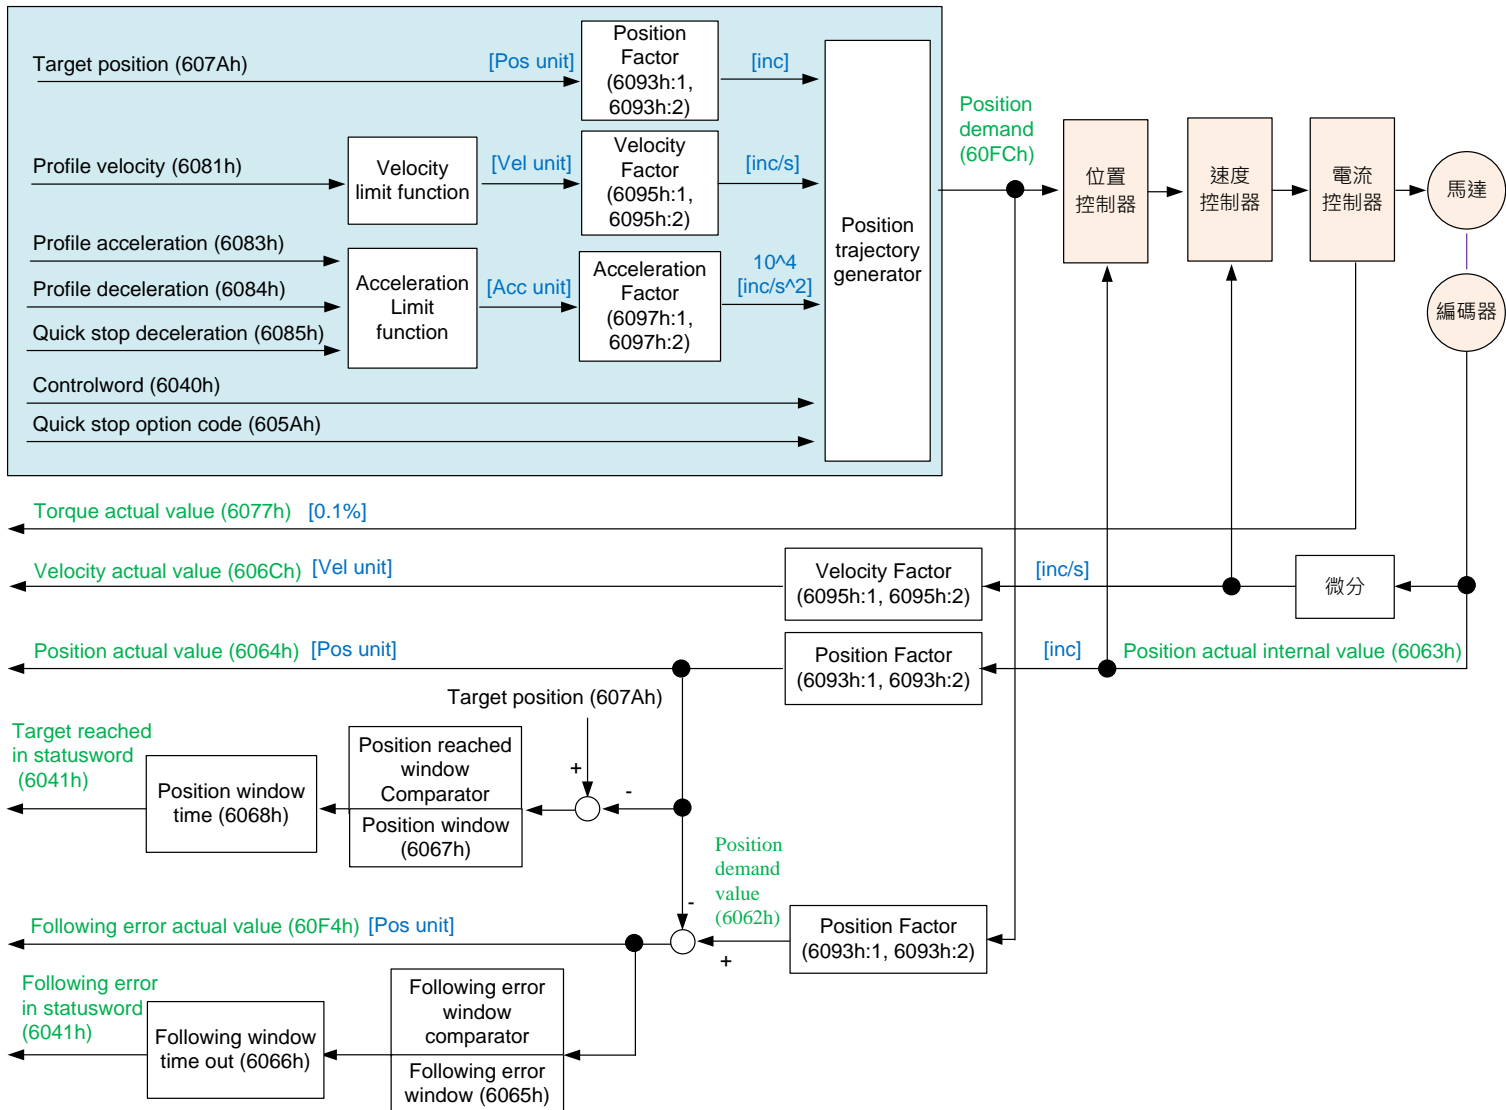 Target position (607Ah)
[Pos unit]
Position
Factor
(6093h:1,
6093h:2)
[inc]
Profile velocity (6081h)
Velocity
limit function
[Vel unit]
Velocity
Factor
(6095h:1,
6095h:2)
[inc/s]
Profile acceleration (6083h)
Profile deceleration (6084h)
Quick stop deceleration (6085h)
Acceleration
Limit
function
[Acc unit]
Acceleration
Factor
(6097h:1,
6097h:2)
10^4
[inc/s^2]
Controlword (6040h)
Quick stop option code (605Ah)
Position
trajectory
generator
Position
demand
(60FCh)
位置
控制器
速度
控制器
電流
控制器
馬達
編碼器
Torque actual value (6077h) [0.1%]
Velocity actual value (606Ch) [Vel unit]
Velocity Factor
(6095h:1, 6095h:2)
[inc/s]
微分
Position actual value (6064h) [Pos unit]
Position Factor
(6093h:1, 6093h:2)
[inc]
Position actual internal value (6063h)
Target position (607Ah)
Target reached
in statusword
(6041h)
Position window
time (6068h)
Position reached
window
Comparator
Position window
(6067h)
+
-
Position
demand
value
(6062h)
-
+
Position Factor
(6093h:1, 6093h:2)
Following error actual value (60F4h) [Pos unit]
Following error
in statusword
(6041h)
Following window
time out (6066h)
Following error
window
comparator
Following error
window (6065h)